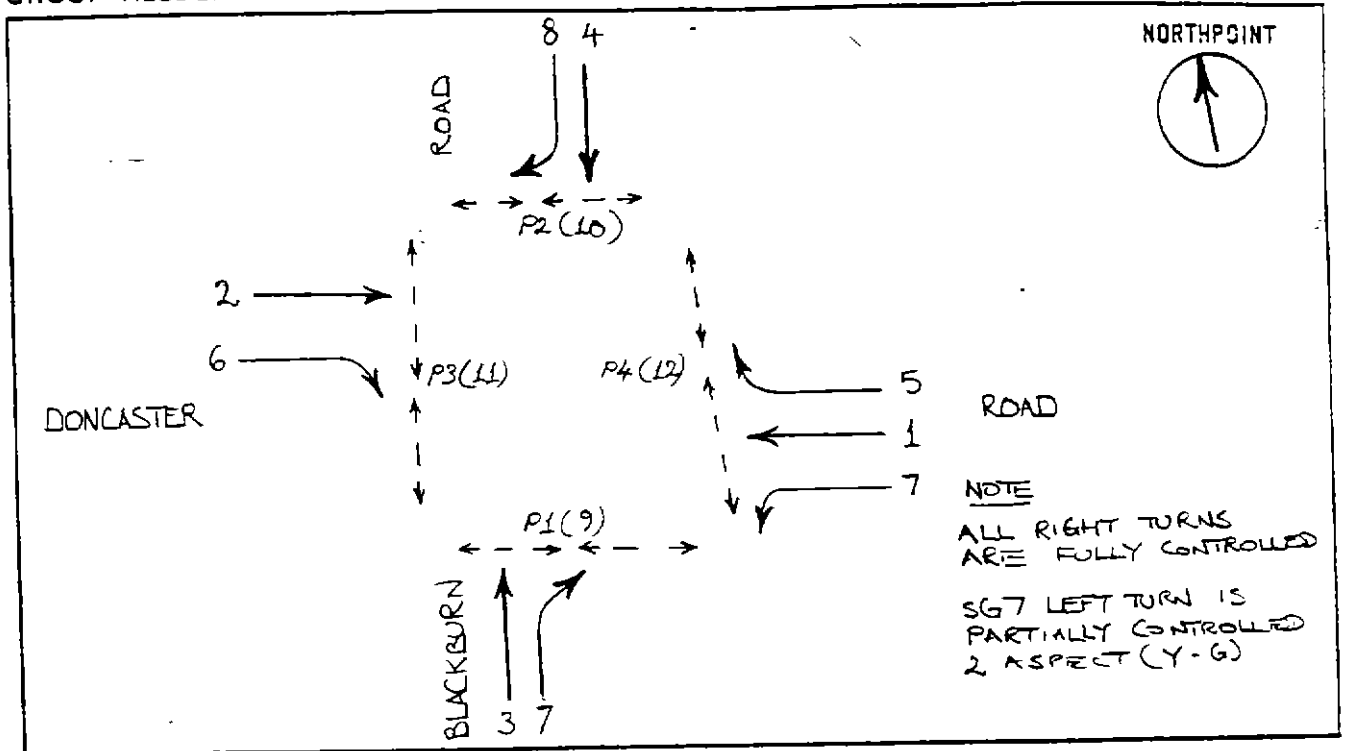 NORTHPOINT
8 4
ROAD
P2(10)
2
6
P3(11)
P4(12)
5
1
7
DONCASTER
ROAD
P1(9)
BLACKBURN
3 7
NOTE
ALL RIGHT TURNS
ARE FULLY CONTROLLED
SG7 LEFT TURN IS
PARTIALLY CONTROLLED
2 ASPECT (Y-G)